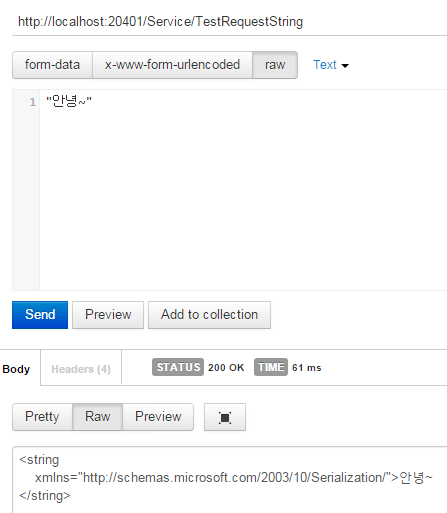 http://localhost:20401/Service/TestRequestString
form-data x-www-form-urlencoded raw Text
1 "안녕~"
Send Preview Add to collection
Body Headers (4) STATUS 200 OK TIME 61 ms
Pretty Raw Preview
<string
xmlns="http://schemas.microsoft.com/2003/10/Serialization/">안녕~
</string>